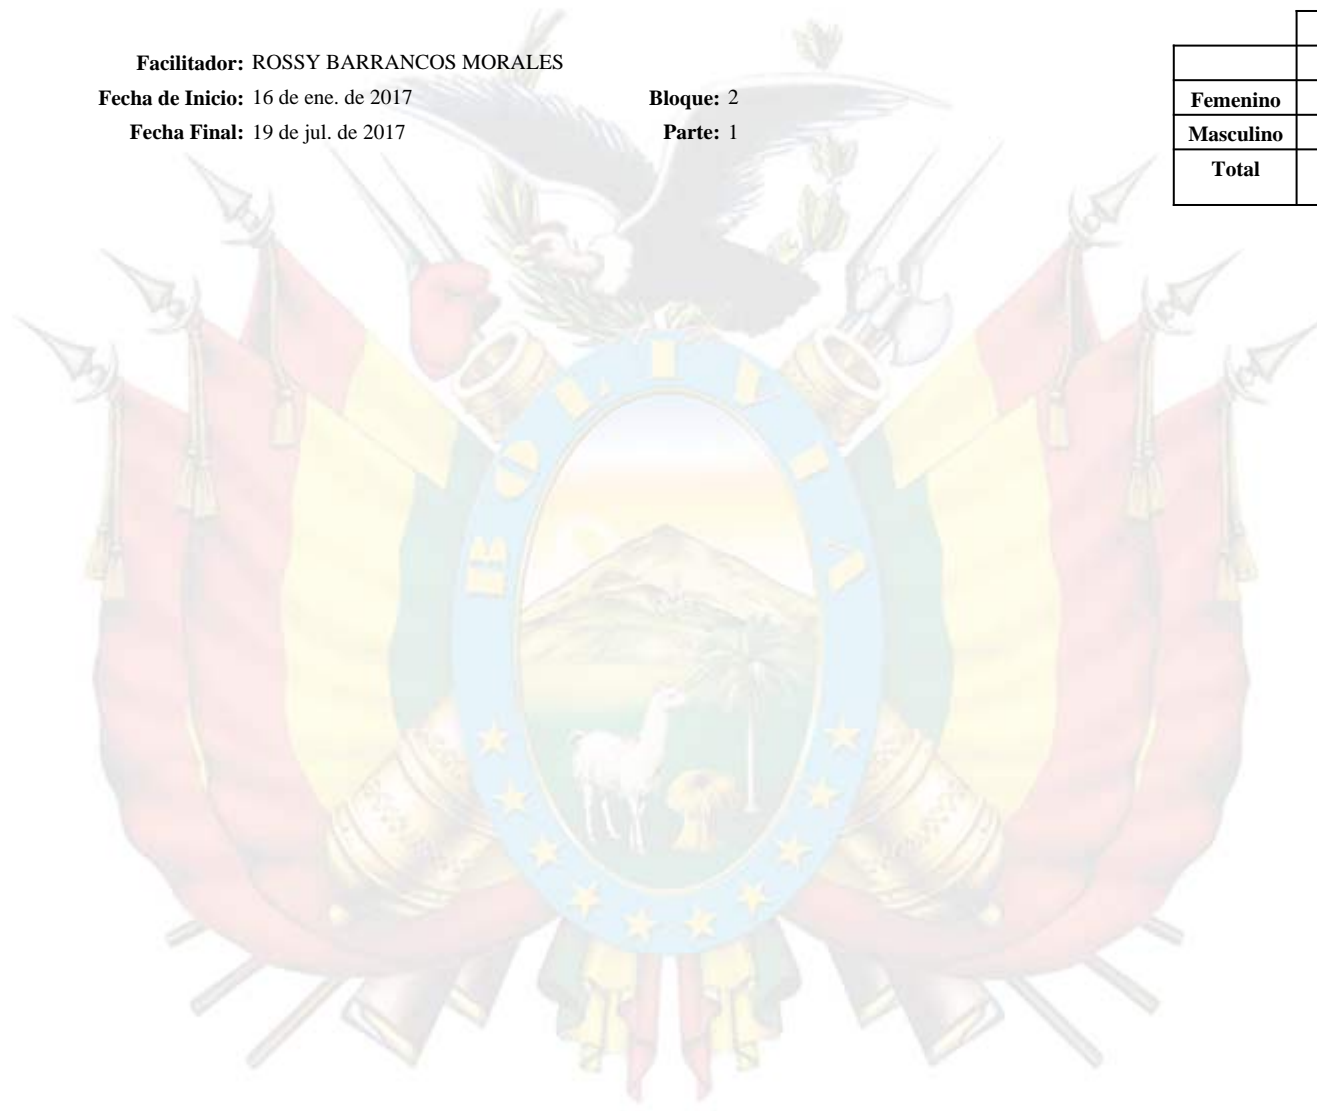 Facilitador: ROSSY BARRANCOS MORALES
Fecha de Inicio: 16 de ene. de 2017 Bloque: 2
Fecha Final: 19 de jul. de 2017 Parte: 1
Femenino
Masculino
Total
BOLIVIA